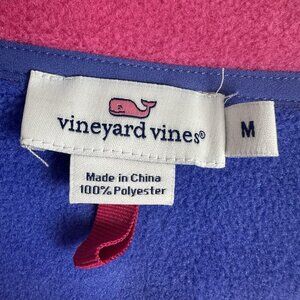 vineyard vines®
M
Made in China
100% Polyester